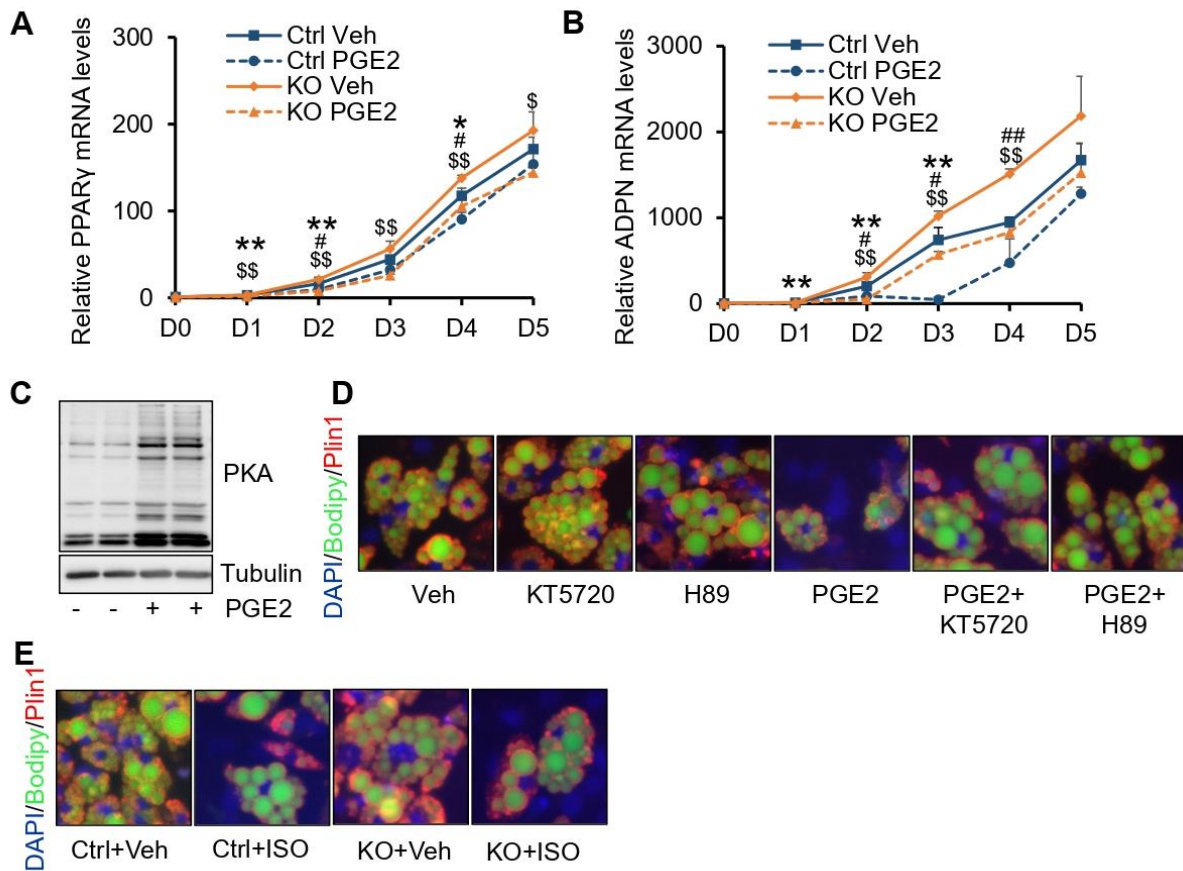 A
Relative PPARγ mRNA levels
300
200
100
0
Ctrl Veh
Ctrl PGE2
KO Veh
KO PGE2
**
$$
**
#
$$
$$
*
#
$$
$
D0 D1 D2 D3 D4 D5
B
Relative ADPN mRNA levels
3000
2000
1000
0
Ctrl Veh
Ctrl PGE2
KO Veh
KO PGE2
**
**
#
$$
**
#
$$
##
$$
D0 D1 D2 D3 D4 D5
C
PKA
Tubulin
- - + + PGE2
D
DAPI/Bodipy/Plin1
Veh
KT5720
H89
PGE2
PGE2+
KT5720
PGE2+
H89
E
DAPI/Bodipy/Plin1
Ctrl+Veh
Ctrl+ISO
KO+Veh
KO+ISO